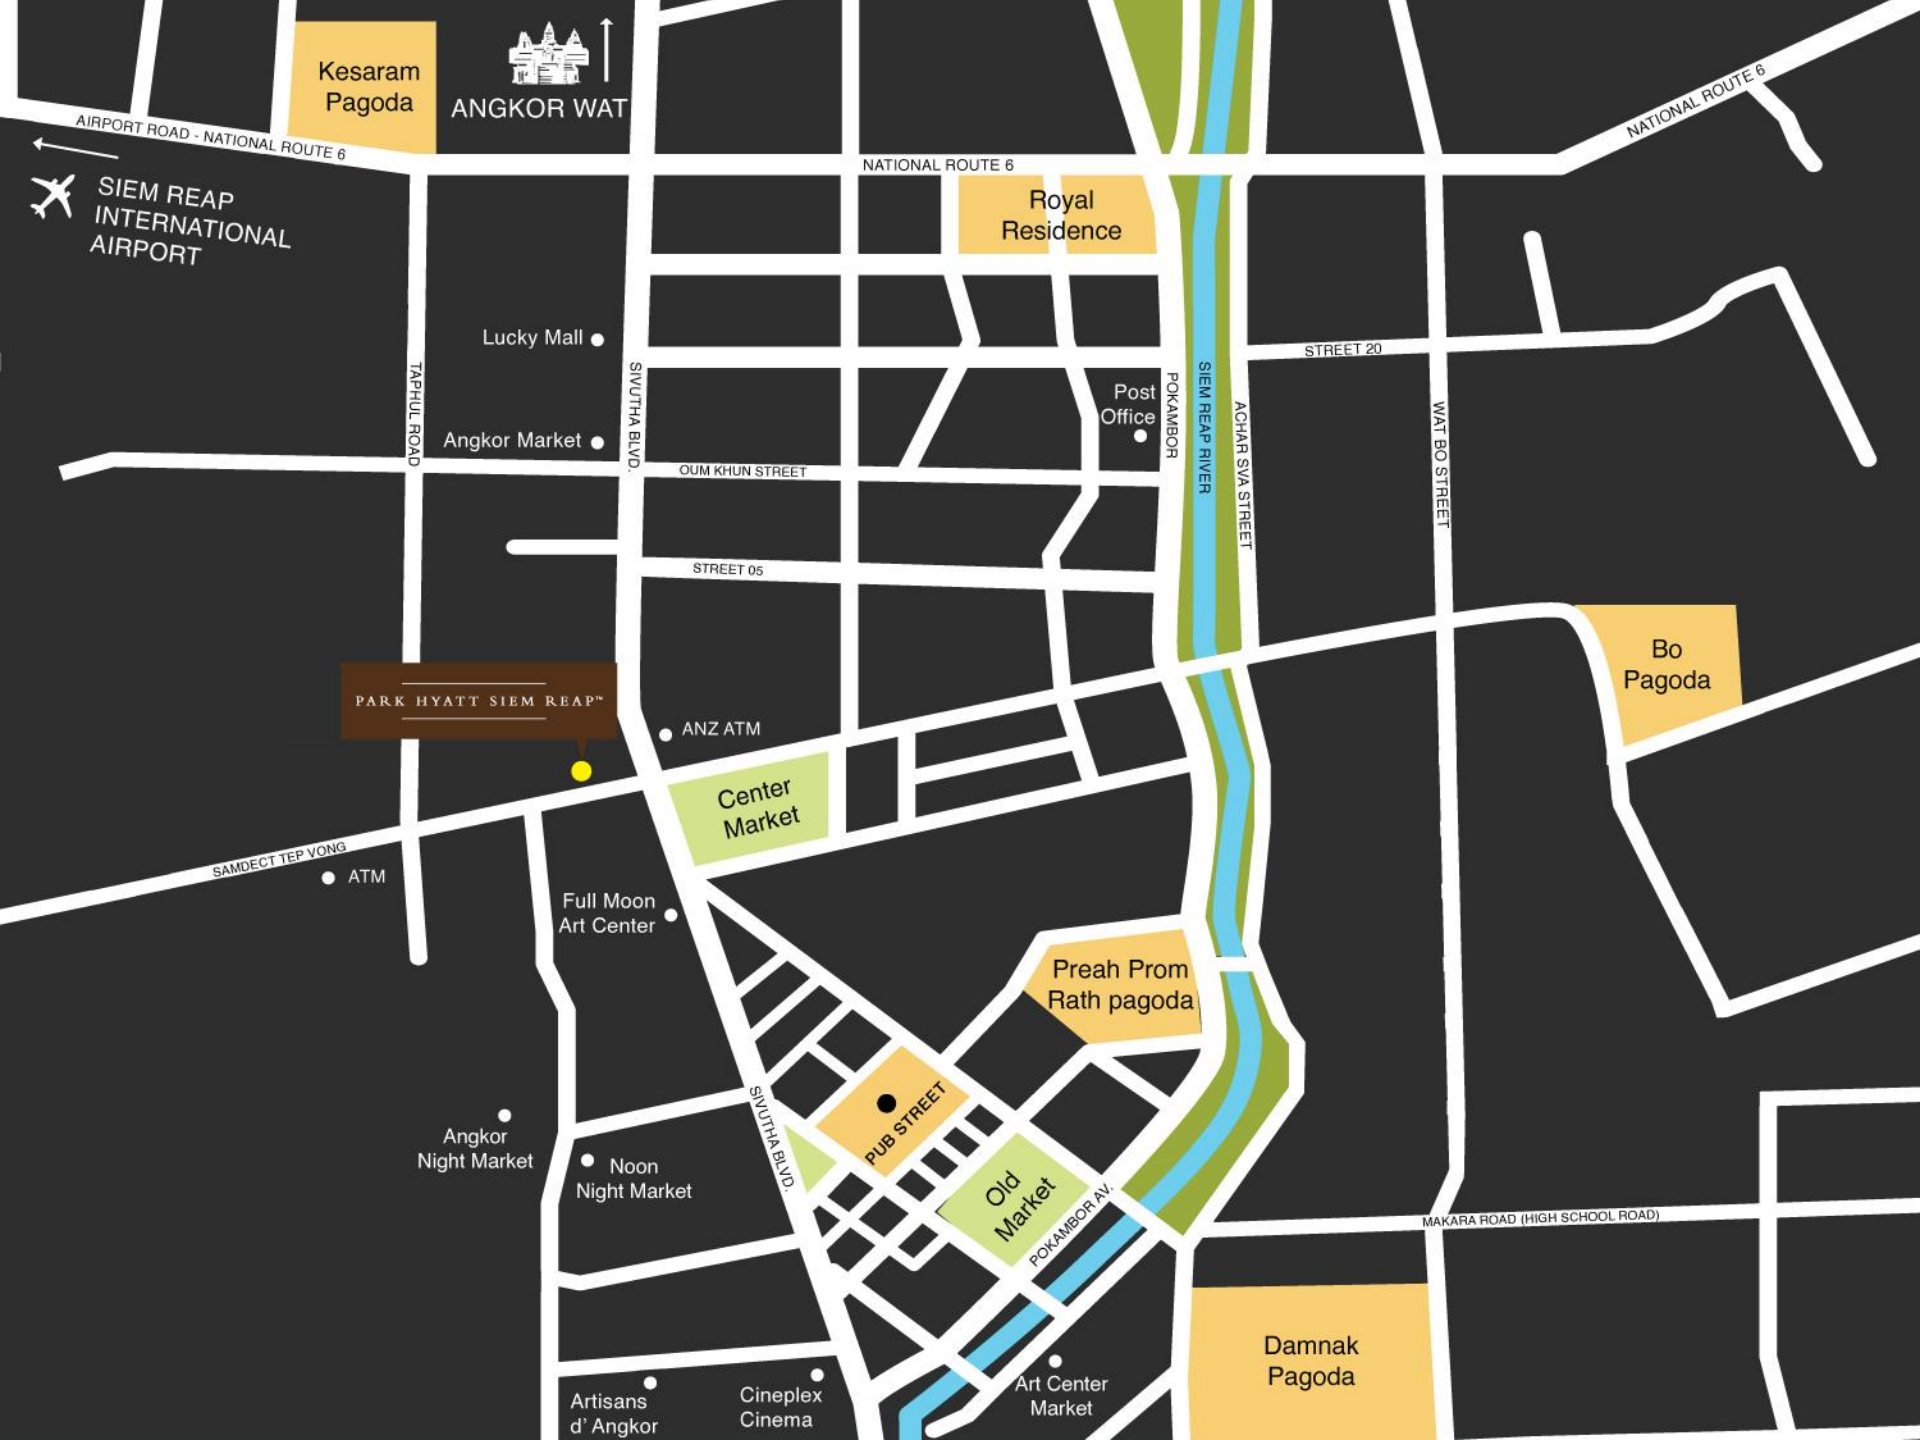 Kesaram
Pagoda
ANGKOR WAT
AIRPORT ROAD - NATIONAL ROUTE 6
NATIONAL ROUTE 6
NATIONAL ROUTE 6
SIEM REAP
INTERNATIONAL
AIRPORT
Royal
Residence
Lucky Mall
STREET 20
TAPHUL ROAD
SIVUTHA BLVD.
Post
Office
POKAMBOR
SIEM REAP RIVER
ACHAR SVA STREET
WAT BO STREET
Angkor Market
OUM KHUN STREET
STREET 05
Bo
Pagoda
PARK HYATT SIEM REAP™
ANZ ATM
Center
Market
SAMDECT TEP VONG
ATM
Full Moon
Art Center
Preah Prom
Rath pagoda
PUB STREET
SIVUTHA BLVD.
Angkor
Night Market
Noon
Night Market
Old
Market
POKAMBOR AV.
MAKARA ROAD (HIGH SCHOOL ROAD)
Damnak
Pagoda
Artisans
d' Angkor
Cineplex
Cinema
Art Center
Market